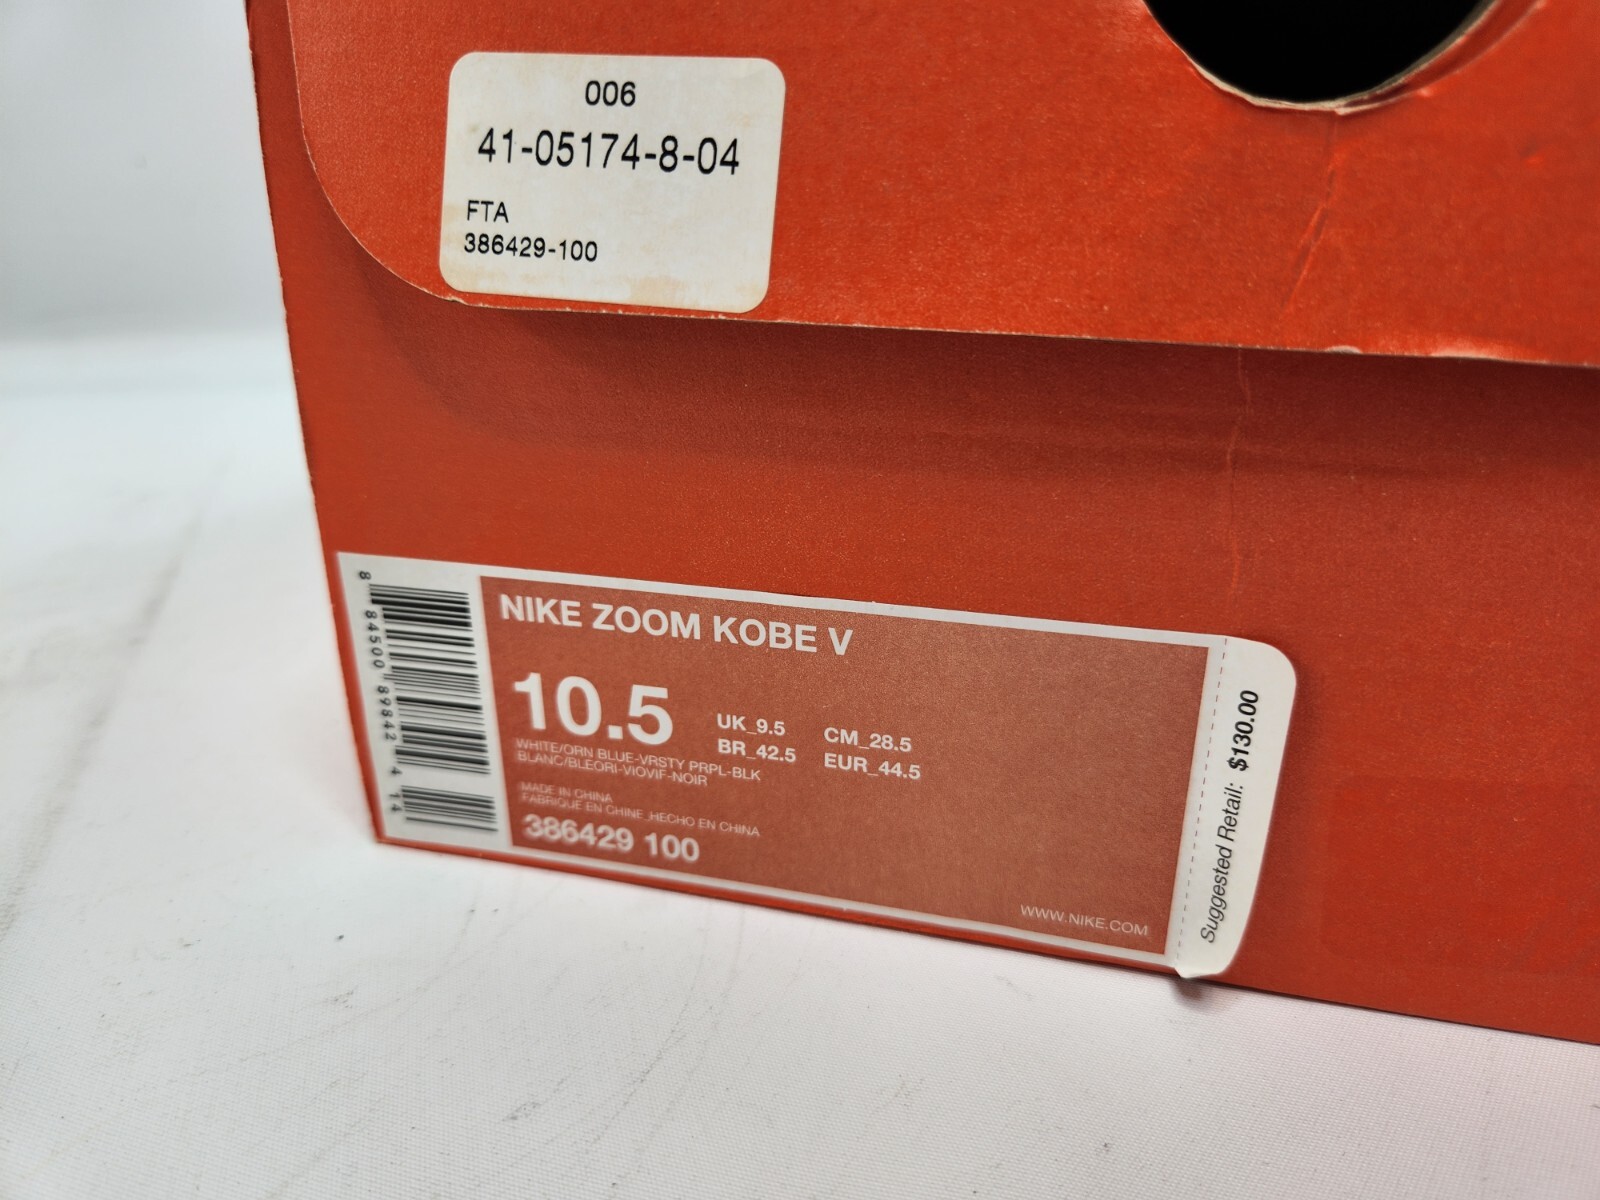 006
41-05174-8-04
FTA
386429-100
8 84500 89842 4 14
NIKE ZOOM KOBE V
10.5
UK_9.5 CM_28.5
BR_42.5 EUR_44.5
WHITE/ORN BLUE-VRSTY PRPL-BLK
BLANC/BLEORI-VIOVIF-NOIR
MADE IN CHINA
FABRIQUE EN CHINE_HECHO EN CHINA
386429 100
WWW.NIKE.COM
Suggested Retail: $130.00